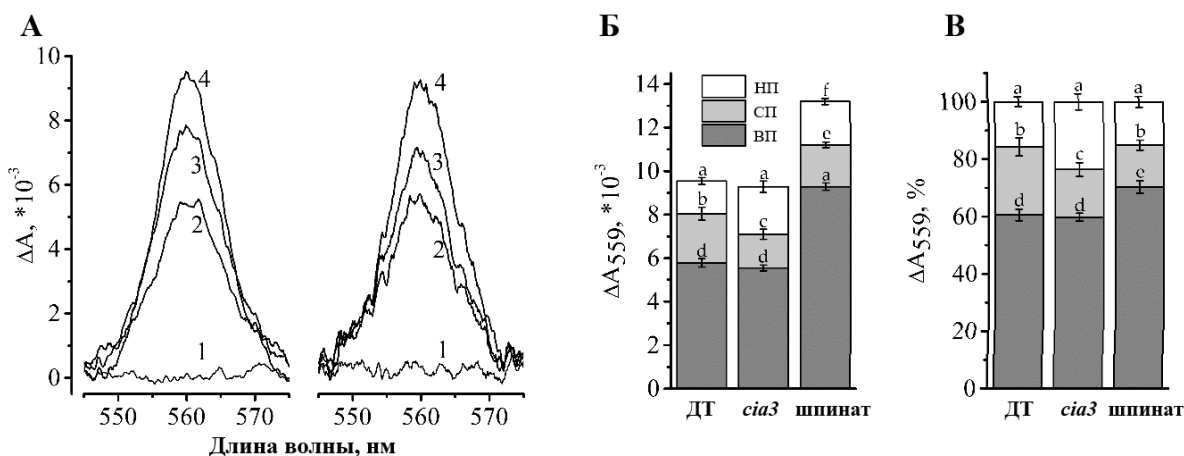 А
10
8
6
4
2
0
ΔA, *10⁻³
4
3
2
1
4
3
2
1
550 560 570 550 560 570
Длина волны, нм
Б
14
12
10
8
6
4
2
0
ΔA559, *10⁻³
НП
СП
ВП
a
b
d
a
c
d
f
e
a
ДТ cia3 шпинат
В
100
80
60
40
20
0
ΔA559, %
a
b
d
a
c
d
a
b
e
ДТ cia3 шпинат